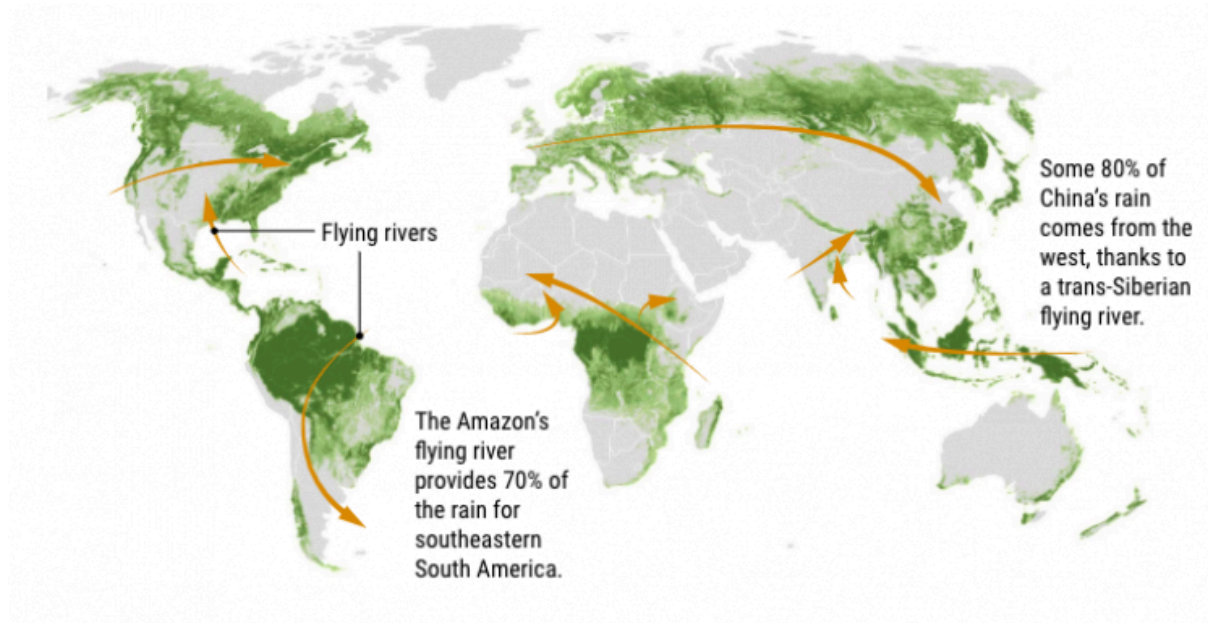 Flying rivers
The Amazon's
flying river
provides 70% of
the rain for
southeastern
South America.
Some 80% of
China's rain
comes from the
west, thanks to
a trans-Siberian
flying river.